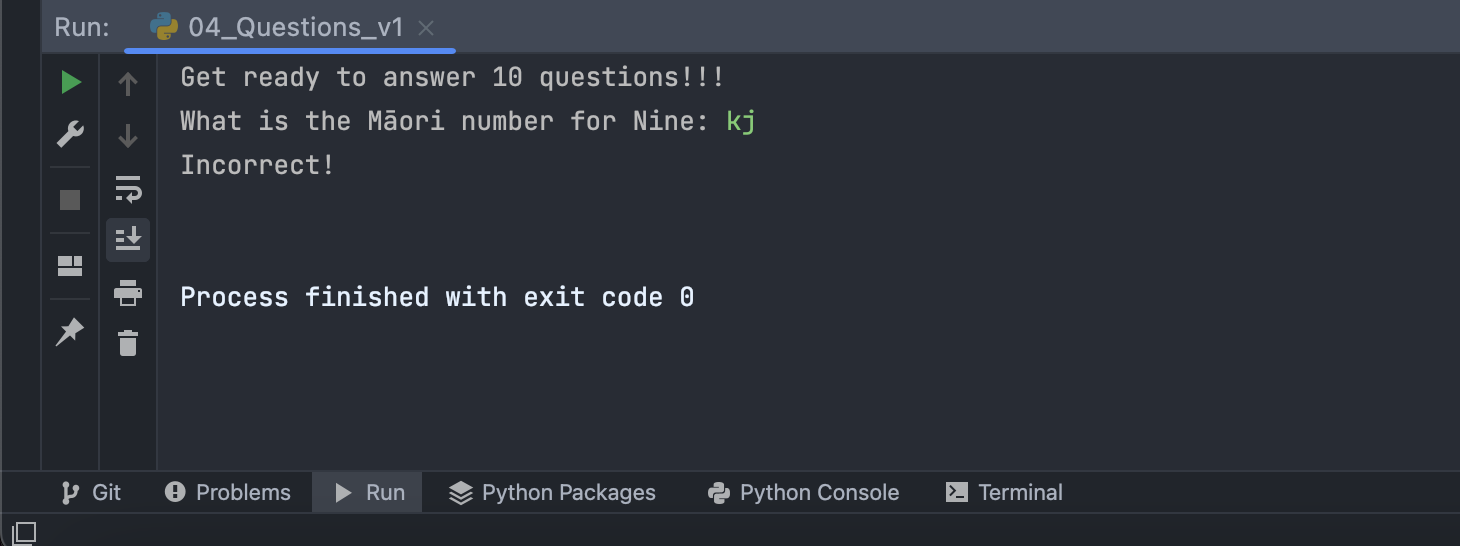 Run: 04_Questions_v1
Get ready to answer 10 questions!!!
What is the Māori number for Nine: kj
Incorrect!
Process finished with exit code 0
Git Problems Run Python Packages Python Console Terminal